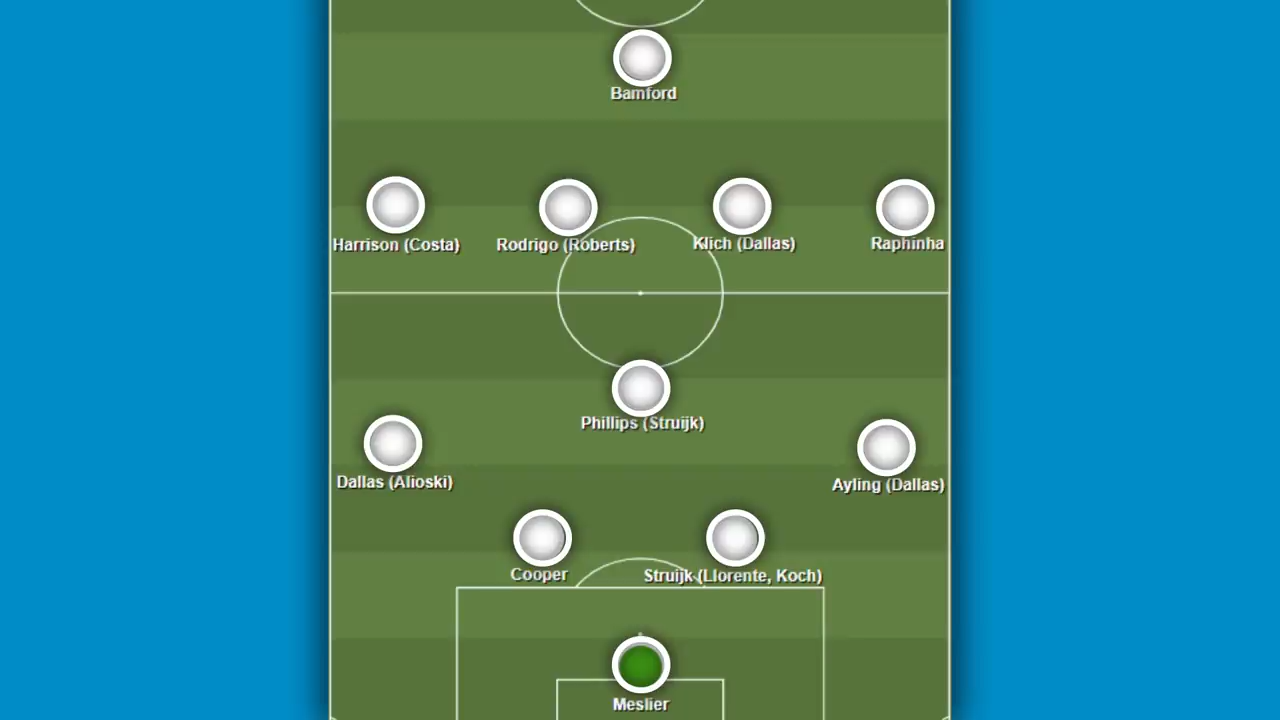 Bamford
Harrison (Costa)
Rodrigo (Roberts)
Klich (Dallas)
Raphinha
Phillips (Struijk)
Dallas (Alioski)
Ayling (Dallas)
Cooper
Struijk (Llorente, Koch)
Meslier